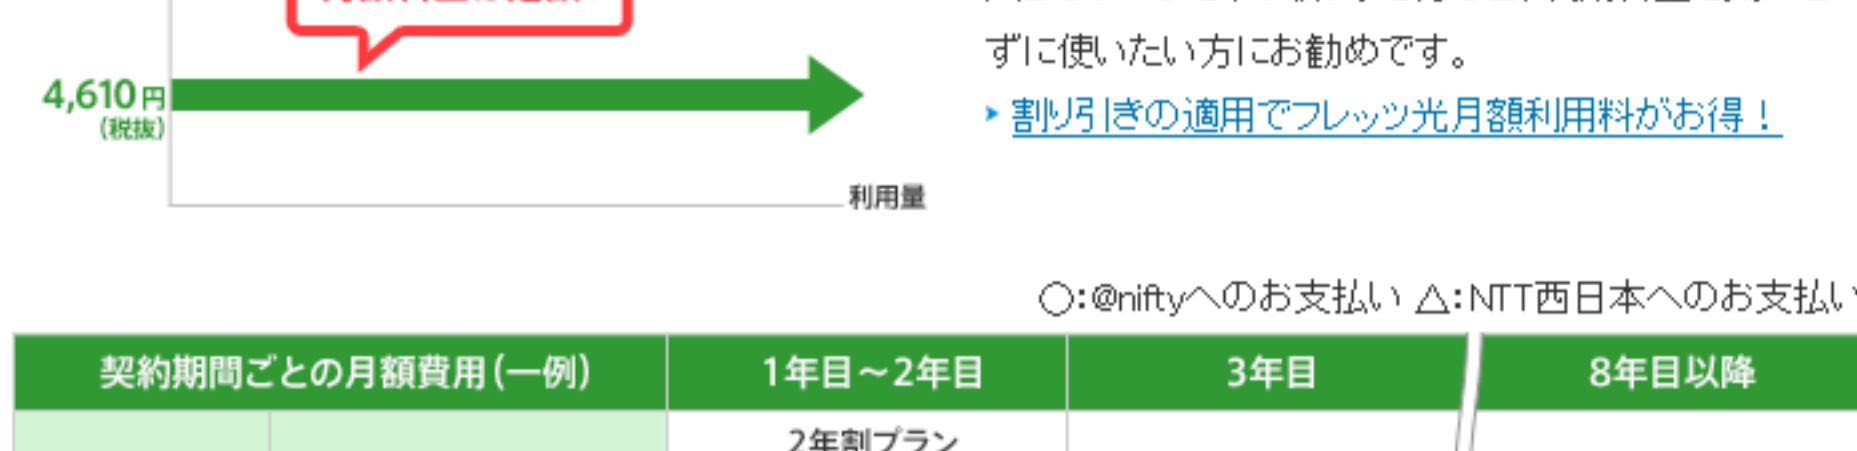 ずに使いたい方にお勧めです。
4,610円
(税抜)
割り引きの適用でフレッツ光月額利用料がお得！
利用量
○:@niftyへのお支払い △:NTT西日本へのお支払い
契約期間ごとの月額費用(一例)
1年目～2年目
3年目
8年目以降
2年割プラン